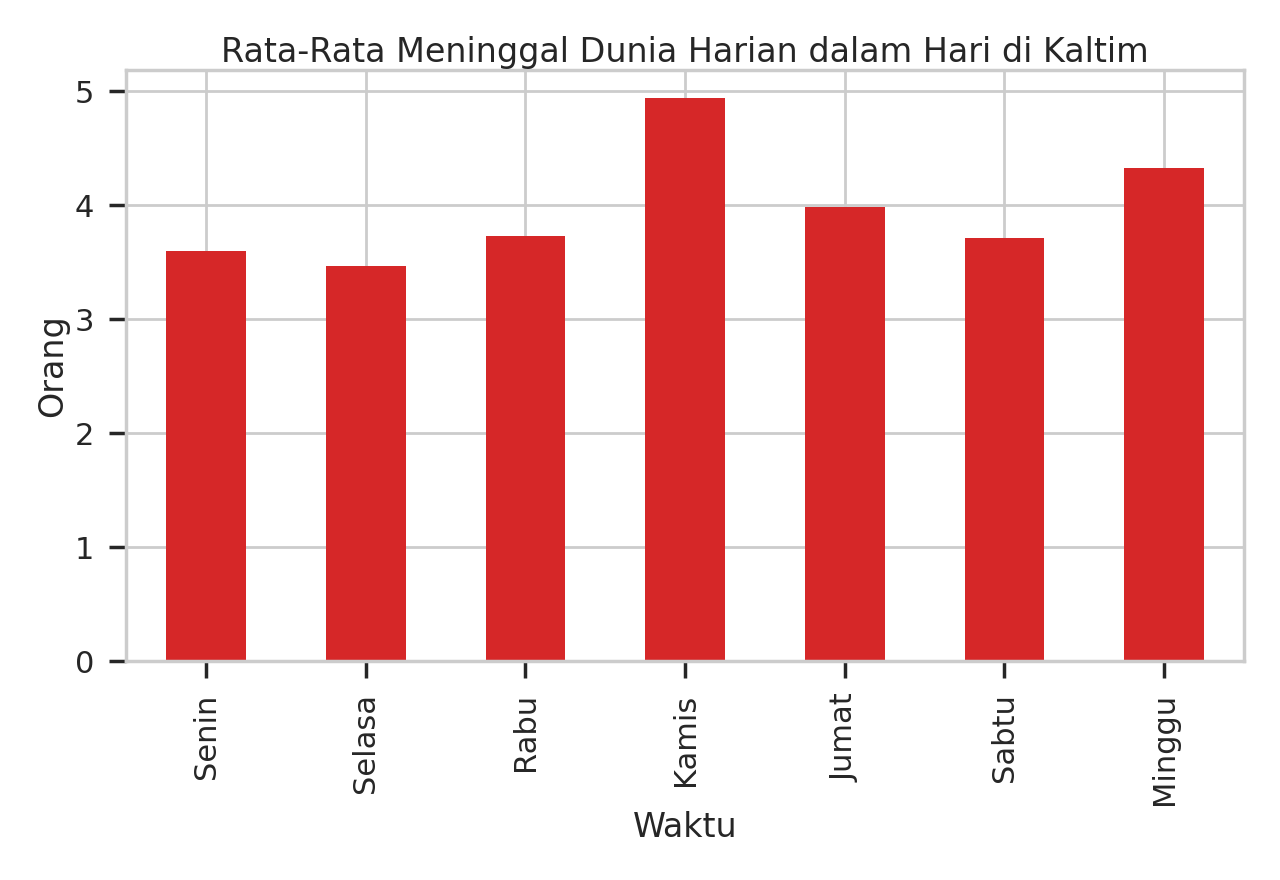 Rata-Rata Meninggal Dunia Harian dalam Hari di Kaltim
5
4
3
2
1
0
Orang
Senin
Selasa
Rabu
Kamis
Jumat
Sabtu
Minggu
Waktu